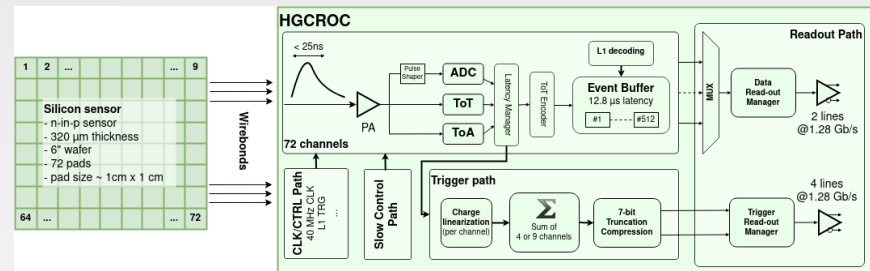 HGCROC
Readout Path
< 25ns
L1 decoding
1 2 ... ... 9
Pulse
Shaper
ADC
Latency Manager
ToT Encoder
Event Buffer
12.8 µs latency
#1 #512
MUX
Data
Read-out
Manager
Silicon sensor
- n-in-p sensor
- 320 µm thickness
- 6" wafer
- 72 pads
- pad size ~ 1cm x 1 cm
Wirebonds
PA
ToT
ToA
2 lines
@1.28 Gb/s
72 channels
64 ... ... 72
CLK/CTRL Path
40 MHz CLK
L1 TRG
...
Slow Control
Path
Trigger path
Charge
linearization
(per channel)
Σ
Sum of
4 or 9 channels
7-bit
Truncation
Compression
Trigger
Read-out
Manager
4 lines
@1.28 Gb/s